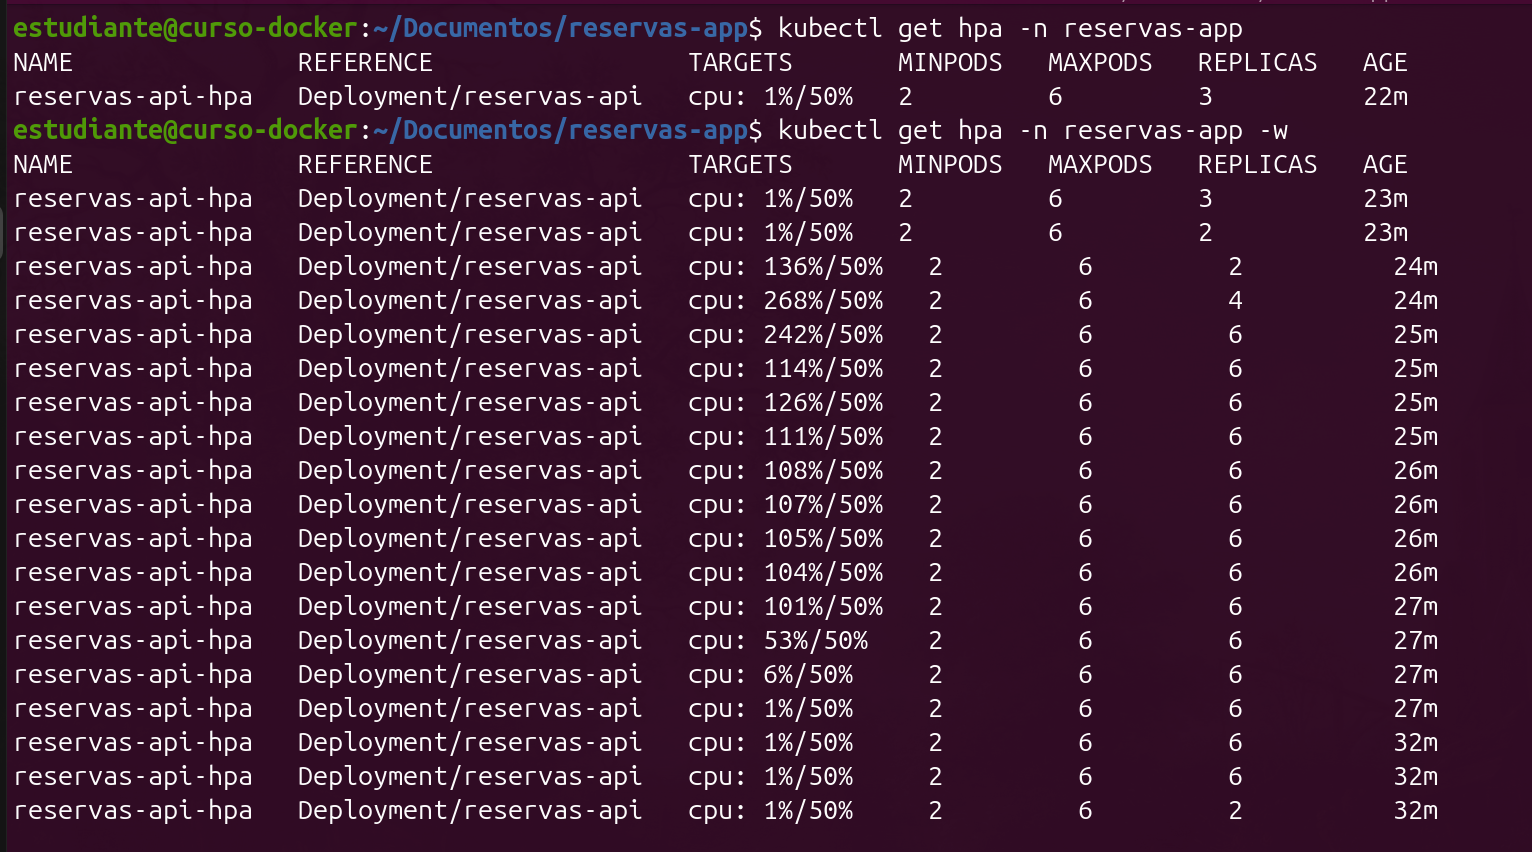 estudiante@curso-docker:~/Documentos/reservas-app$ kubectl get hpa -n reservas-app
NAME               REFERENCE                 TARGETS       MINPODS   MAXPODS   REPLICAS   AGE
reservas-api-hpa   Deployment/reservas-api   cpu: 1%/50%   2         6         3          22m
estudiante@curso-docker:~/Documentos/reservas-app$ kubectl get hpa -n reservas-app -w
NAME               REFERENCE                 TARGETS       MINPODS   MAXPODS   REPLICAS   AGE
reservas-api-hpa   Deployment/reservas-api   cpu: 1%/50%   2         6         3          23m
reservas-api-hpa   Deployment/reservas-api   cpu: 1%/50%   2         6         2          23m
reservas-api-hpa   Deployment/reservas-api   cpu: 136%/50%   2         6         2          24m
reservas-api-hpa   Deployment/reservas-api   cpu: 268%/50%   2         6         4          24m
reservas-api-hpa   Deployment/reservas-api   cpu: 242%/50%   2         6         6          25m
reservas-api-hpa   Deployment/reservas-api   cpu: 114%/50%   2         6         6          25m
reservas-api-hpa   Deployment/reservas-api   cpu: 126%/50%   2         6         6          25m
reservas-api-hpa   Deployment/reservas-api   cpu: 111%/50%   2         6         6          25m
reservas-api-hpa   Deployment/reservas-api   cpu: 108%/50%   2         6         6          26m
reservas-api-hpa   Deployment/reservas-api   cpu: 107%/50%   2         6         6          26m
reservas-api-hpa   Deployment/reservas-api   cpu: 105%/50%   2         6         6          26m
reservas-api-hpa   Deployment/reservas-api   cpu: 104%/50%   2         6         6          26m
reservas-api-hpa   Deployment/reservas-api   cpu: 101%/50%   2         6         6          27m
reservas-api-hpa   Deployment/reservas-api   cpu: 53%/50%    2         6         6          27m
reservas-api-hpa   Deployment/reservas-api   cpu: 6%/50%     2         6         6          27m
reservas-api-hpa   Deployment/reservas-api   cpu: 1%/50%     2         6         6          27m
reservas-api-hpa   Deployment/reservas-api   cpu: 1%/50%     2         6         6          32m
reservas-api-hpa   Deployment/reservas-api   cpu: 1%/50%     2         6         6          32m
reservas-api-hpa   Deployment/reservas-api   cpu: 1%/50%     2         6         2          32m